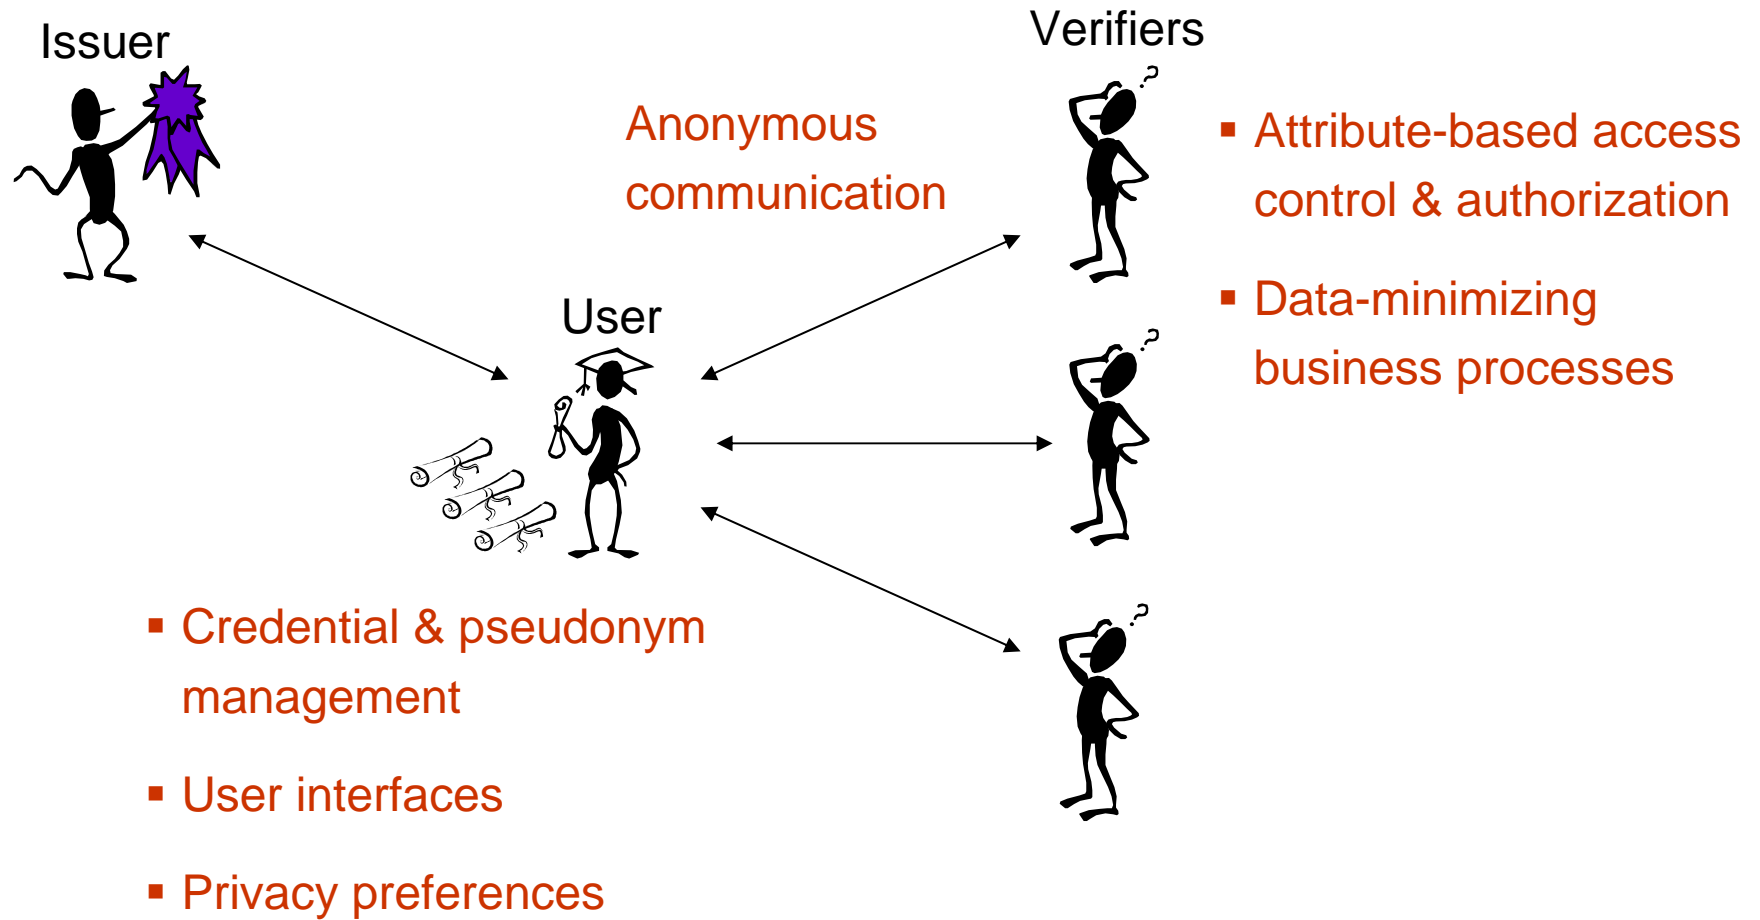 Issuer
Verifiers
Anonymous
communication
▪ Attribute-based access
control & authorization
▪ Data-minimizing
business processes
User
▪ Credential & pseudonym
management
▪ User interfaces
▪ Privacy preferences
?
?
?